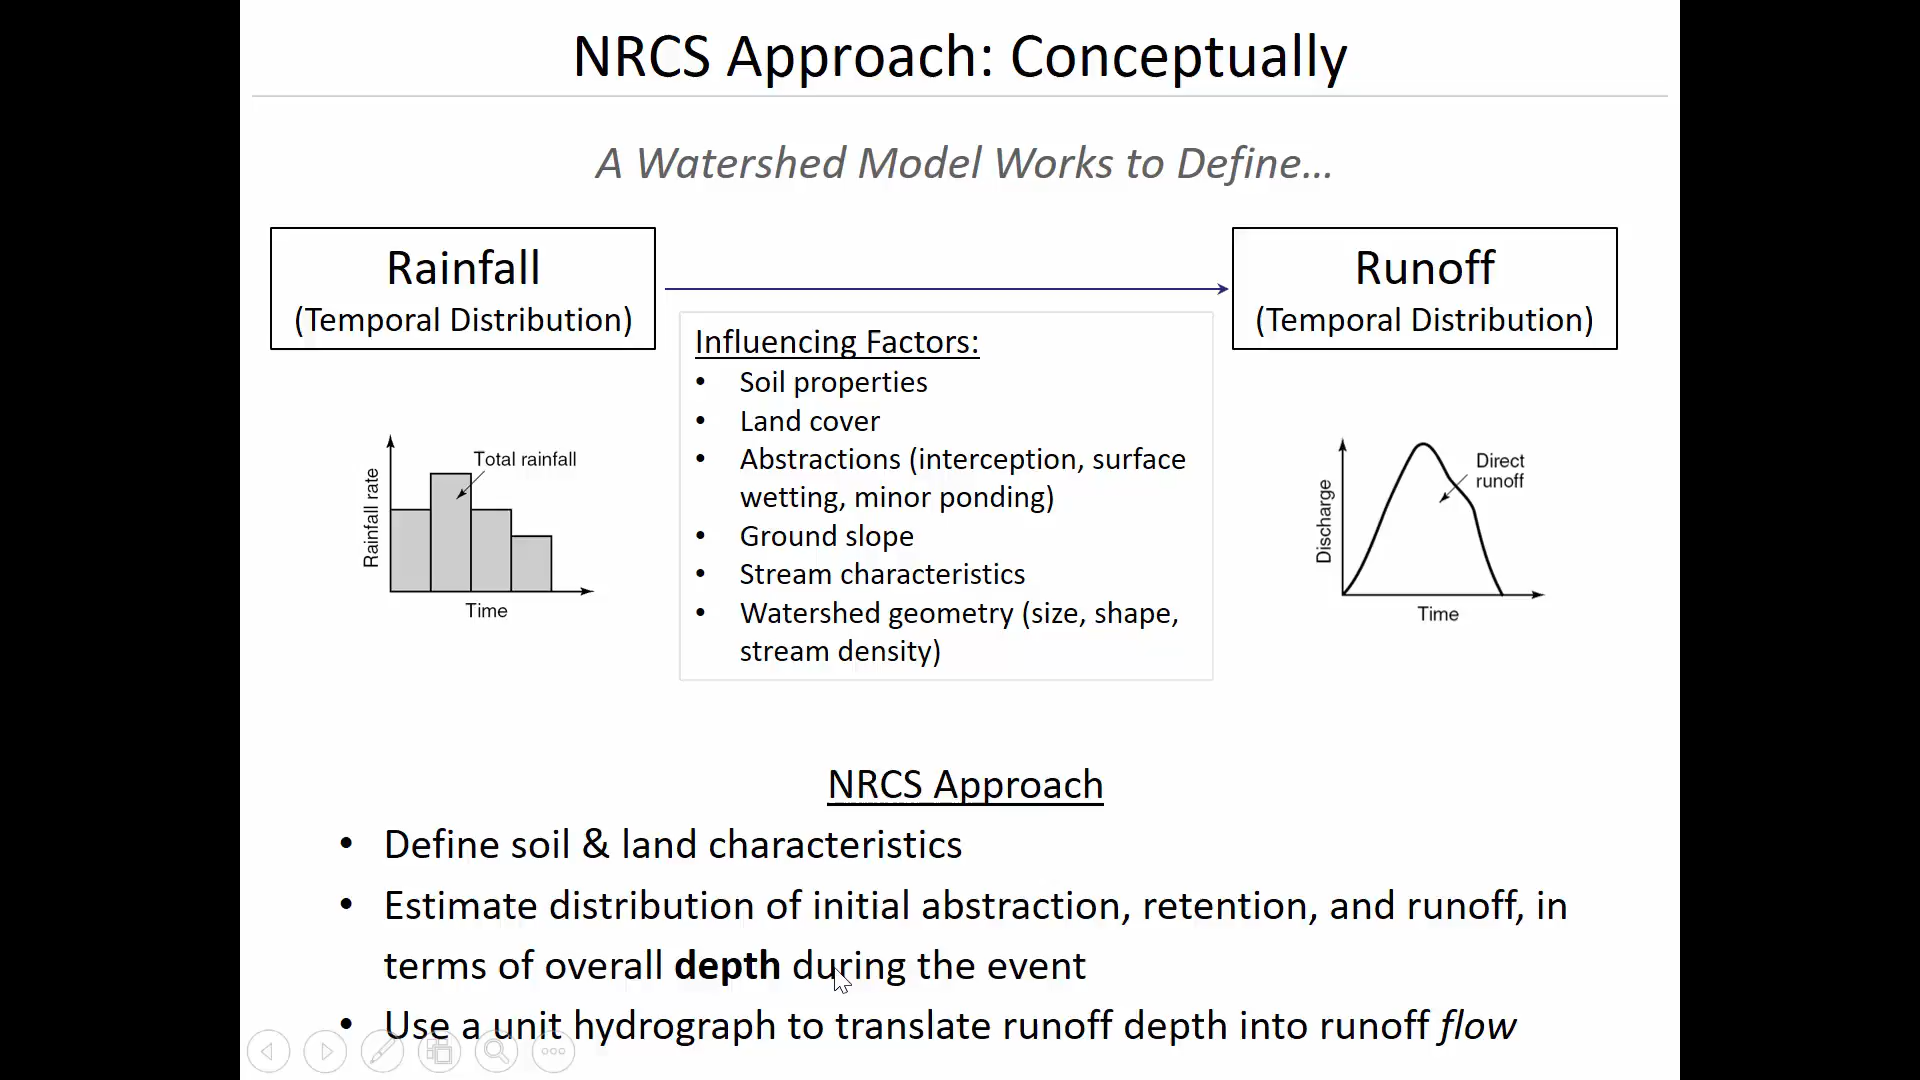 NRCS Approach: Conceptually
A Watershed Model Works to Define...
Rainfall
(Temporal Distribution)
Runoff
(Temporal Distribution)
Influencing Factors:
• Soil properties
• Land cover
• Abstractions (interception, surface
wetting, minor ponding)
• Ground slope
• Stream characteristics
• Watershed geometry (size, shape,
stream density)
Rainfall rate
Total rainfall
Time
Discharge
Direct
runoff
Time
NRCS Approach
• Define soil & land characteristics
• Estimate distribution of initial abstraction, retention, and runoff, in
terms of overall depth during the event
• Use a unit hydrograph to translate runoff depth into runoff flow